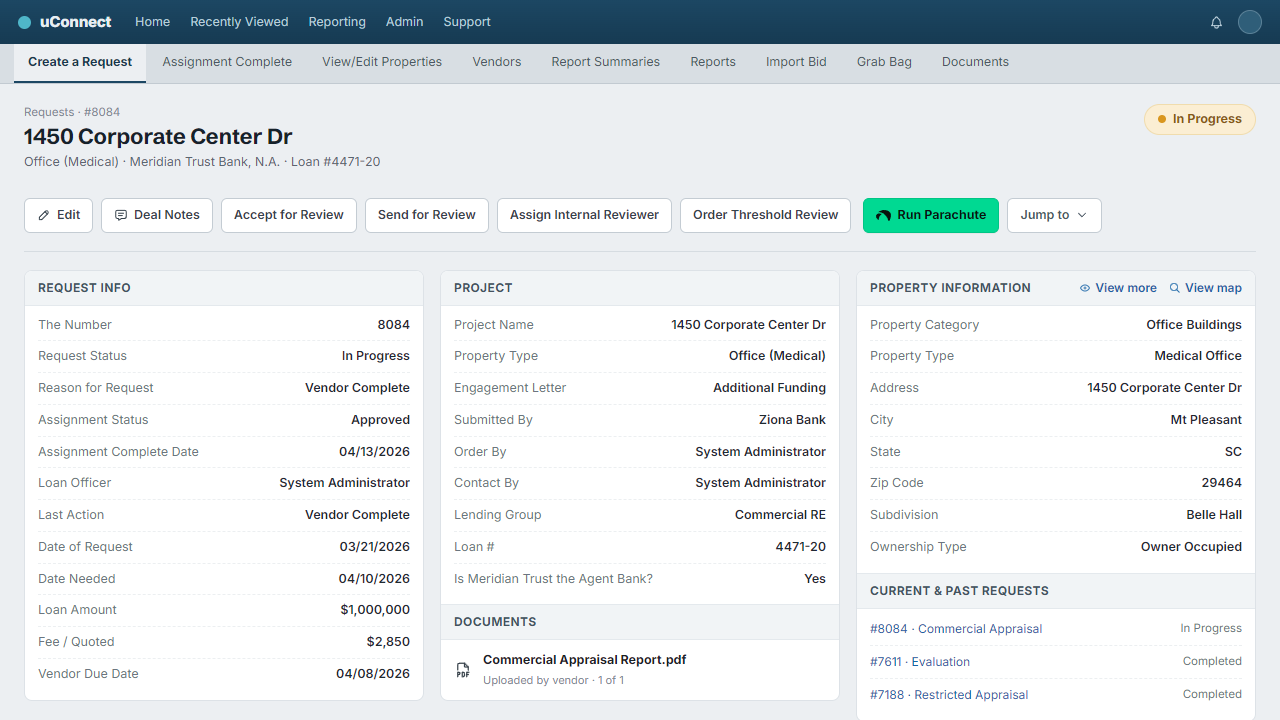 uConnect Home Recently Viewed Reporting Admin Support
Create a Request Assignment Complete View/Edit Properties Vendors Report Summaries Reports Import Bid Grab Bag Documents
Requests · #8084
1450 Corporate Center Dr
In Progress
Office (Medical) · Meridian Trust Bank, N.A. · Loan #4471-20
Edit Deal Notes Accept for Review Send for Review Assign Internal Reviewer Order Threshold Review Run Parachute Jump to
REQUEST INFO
The Number 8084
Request Status In Progress
Reason for Request Vendor Complete
Assignment Status Approved
Assignment Complete Date 04/13/2026
Loan Officer System Administrator
Last Action Vendor Complete
Date of Request 03/21/2026
Date Needed 04/10/2026
Loan Amount $1,000,000
Fee / Quoted $2,850
Vendor Due Date 04/08/2026
PROJECT
Project Name 1450 Corporate Center Dr
Property Type Office (Medical)
Engagement Letter Additional Funding
Submitted By Ziona Bank
Order By System Administrator
Contact By System Administrator
Lending Group Commercial RE
Loan # 4471-20
Is Meridian Trust the Agent Bank? Yes
DOCUMENTS
PDF
Commercial Appraisal Report.pdf
Uploaded by vendor · 1 of 1
PROPERTY INFORMATION View more View map
Property Category Office Buildings
Property Type Medical Office
Address 1450 Corporate Center Dr
City Mt Pleasant
State SC
Zip Code 29464
Subdivision Belle Hall
Ownership Type Owner Occupied
CURRENT & PAST REQUESTS
#8084 · Commercial Appraisal In Progress
#7611 · Evaluation Completed
#7188 · Restricted Appraisal Completed